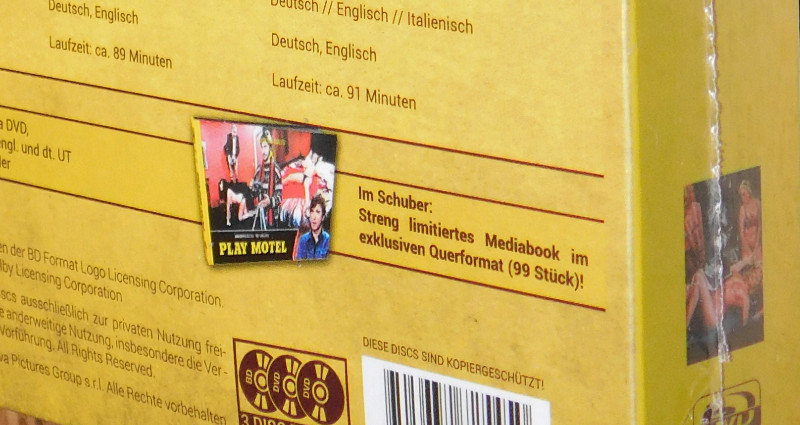 Deutsch, Englisch
Laufzeit: ca. 89 Minuten
Deutsch // Englisch // Italienisch
Deutsch, Englisch
Laufzeit: ca. 91 Minuten
a DVD,
engl. und dt. UT
PLAY MOTEL
Im Schuber:
Streng limitiertes Mediabook im
exklusiven Querformat (99 Stück)!
der BD Format Logo Licensing Corporation.
Licensing Corporation
ausschließlich zur privaten Nutzung frei-
anderweitige Nutzung, insbesondere die Ver-
Vorführung. All Rights Reserved.
Pictures Group s.r.l. Alle Rechte vorbehalten
BD DVD DVD
DIESE DISCS SIND KOPIERGESCHÜTZT!